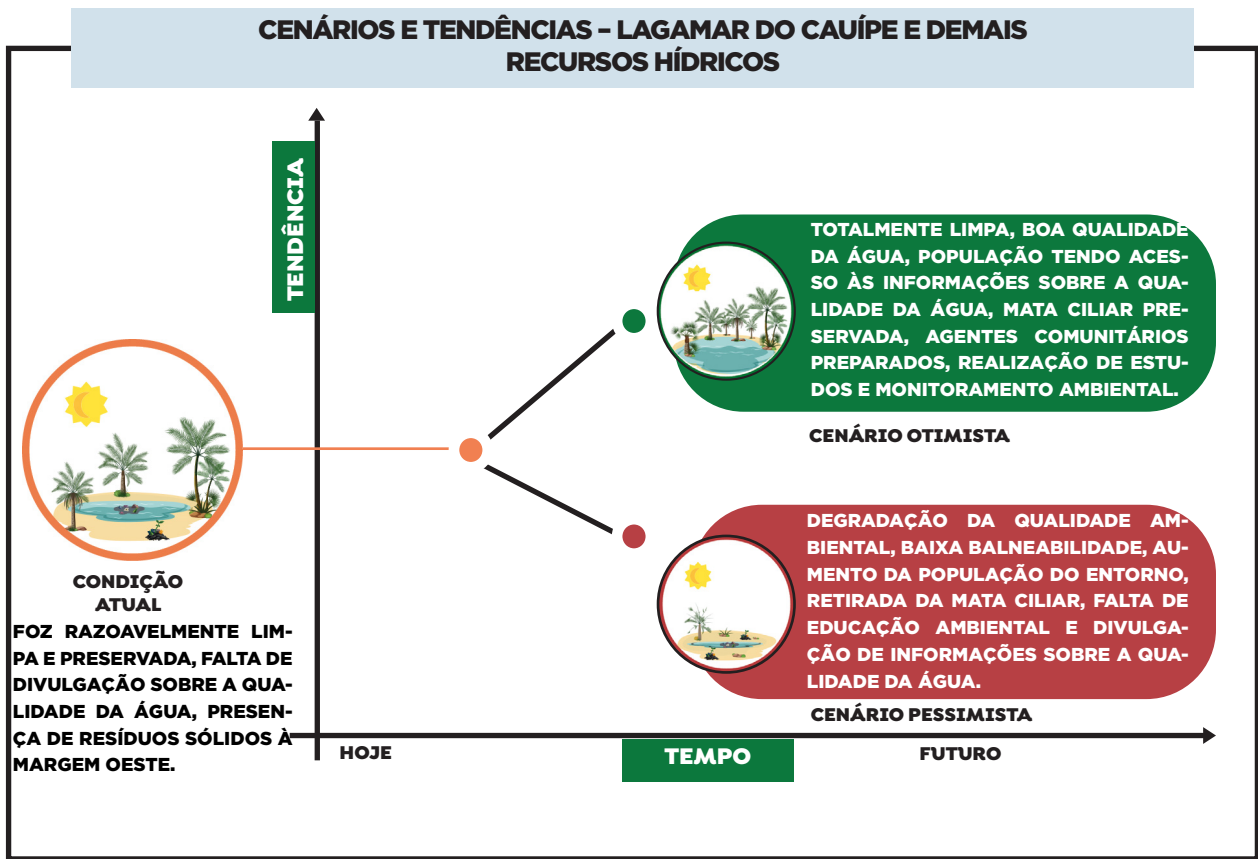 CENÁRIOS E TENDÊNCIAS – LAGAMAR DO CAUÍPE E DEMAIS
RECURSOS HÍDRICOS
TENDÊNCIA
TOTALMENTE LIMPA, BOA QUALIDADE
DA ÁGUA, POPULAÇÃO TENDO ACES-
SO ÀS INFORMAÇÕES SOBRE A QUA-
LIDADE DA ÁGUA, MATA CILIAR PRE-
SERVADA, AGENTES COMUNITÁRIOS
PREPARADOS, REALIZAÇÃO DE ESTU-
DOS E MONITORAMENTO AMBIENTAL.
CENÁRIO OTIMISTA
CONDIÇÃO
ATUAL
FOZ RAZOAVELMENTE LIM-
PA E PRESERVADA, FALTA DE
DIVULGAÇÃO SOBRE A QUA-
LIDADE DA ÁGUA, PRESEN-
ÇA DE RESÍDUOS SÓLIDOS À
MARGEM OESTE.
DEGRADAÇÃO DA QUALIDADE AM-
BIENTAL, BAIXA BALNEABILIDADE, AU-
MENTO DA POPULAÇÃO DO ENTORNO,
RETIRADA DA MATA CILIAR, FALTA DE
EDUCAÇÃO AMBIENTAL E DIVULGA-
ÇÃO DE INFORMAÇÕES SOBRE A QUA-
LIDADE DA ÁGUA.
CENÁRIO PESSIMISTA
HOJE
TEMPO
FUTURO